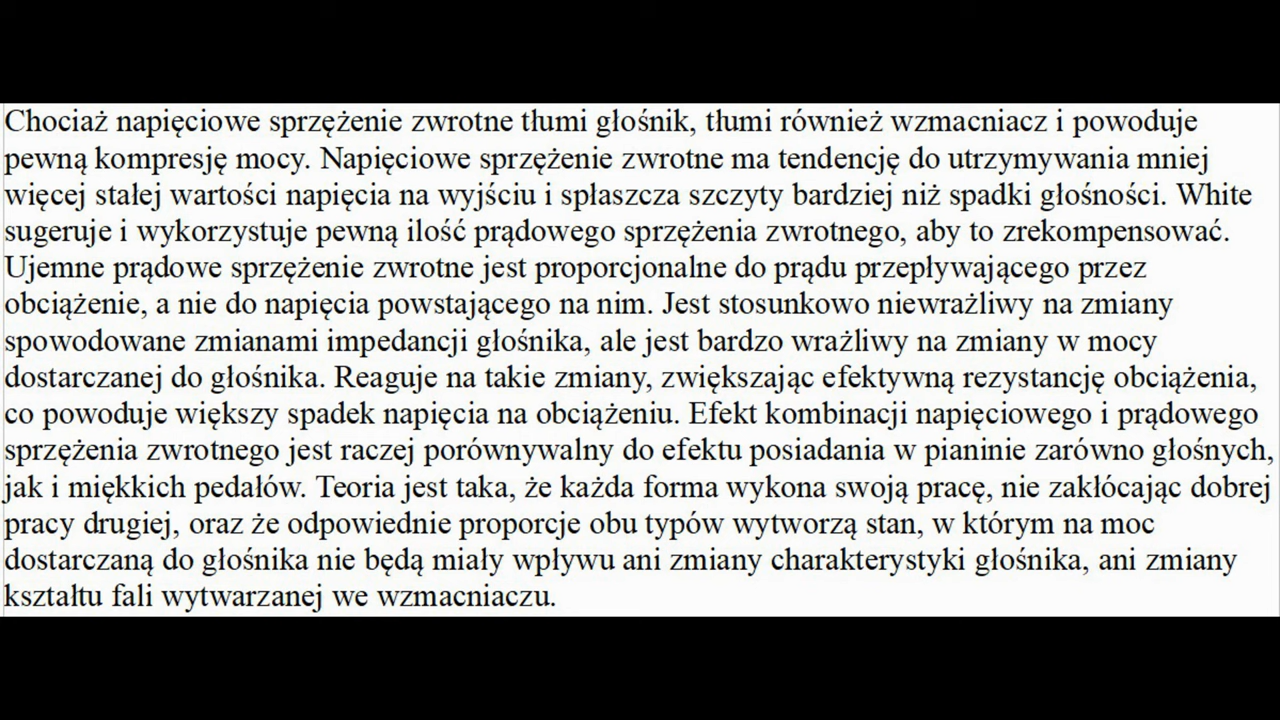 Chociaż napięciowe sprzężenie zwrotne tłumi głośnik, tłumi również wzmacniacz i powoduje
pewną kompresję mocy. Napięciowe sprzężenie zwrotne ma tendencję do utrzymywania mniej
więcej stałej wartości napięcia na wyjściu i spłaszcza szczyty bardziej niż spadki głośności. White
sugeruje i wykorzystuje pewną ilość prądowego sprzężenia zwrotnego, aby to zrekompensować.
Ujemne prądowe sprzężenie zwrotne jest proporcjonalne do prądu przepływającego przez
obciążenie, a nie do napięcia powstającego na nim. Jest stosunkowo niewrażliwy na zmiany
spowodowane zmianami impedancji głośnika, ale jest bardzo wrażliwy na zmiany w mocy
dostarczanej do głośnika. Reaguje na takie zmiany, zwiększając efektywną rezystancję obciążenia,
co powoduje większy spadek napięcia na obciążeniu. Efekt kombinacji napięciowego i prądowego
sprzężenia zwrotnego jest raczej porównywalny do efektu posiadania w pianinie zarówno głośnych,
jak i miękkich pedałów. Teoria jest taka, że każda forma wykona swoją pracę, nie zakłócając dobrej
pracy drugiej, oraz że odpowiednie proporcje obu typów wytworzą stan, w którym na moc
dostarczaną do głośnika nie będą miały wpływu ani zmiany charakterystyki głośnika, ani zmiany
kształtu fali wytwarzanej we wzmacniaczu.